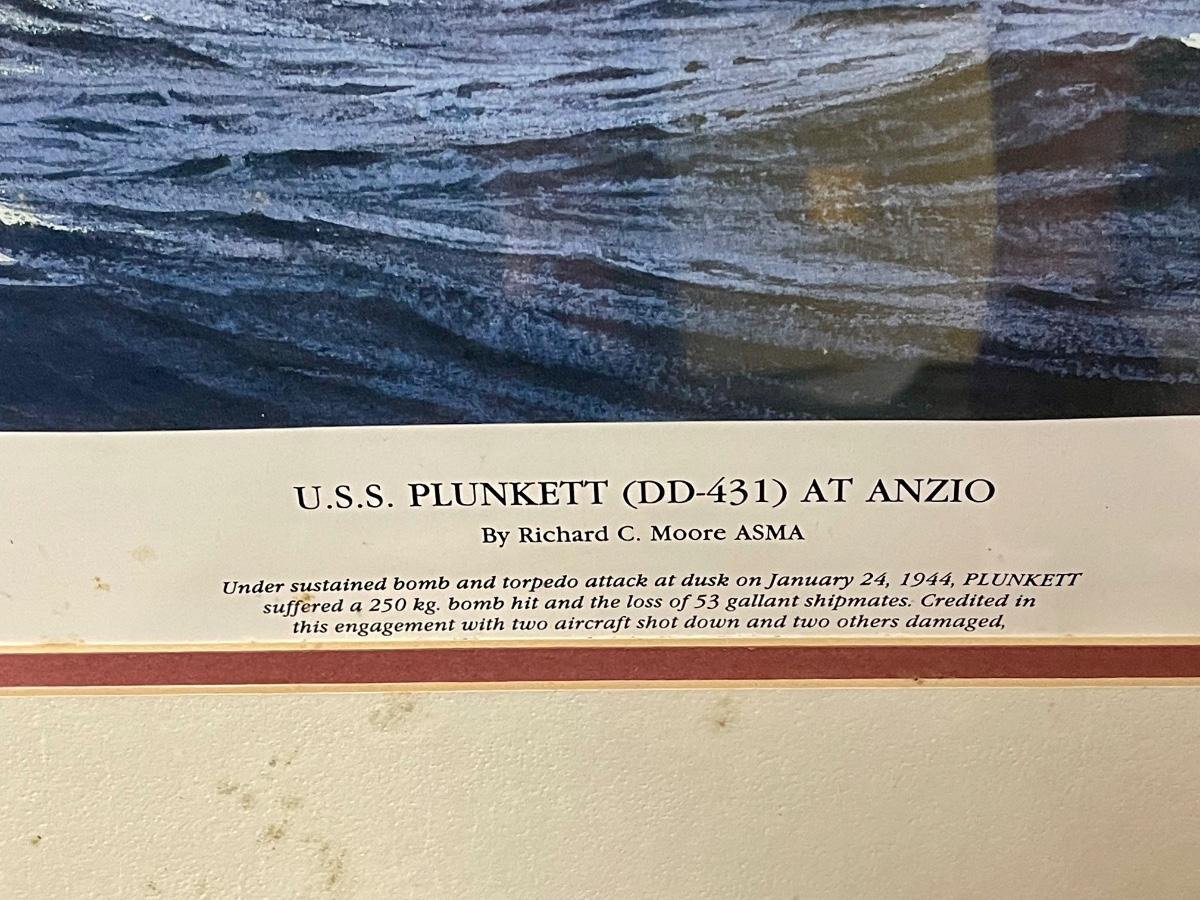 U.S.S. PLUNKETT (DD-431) AT ANZIO
By Richard C. Moore ASMA
Under sustained bomb and torpedo attack at dusk on January 24, 1944, PLUNKETT
suffered a 250 kg. bomb hit and the loss of 53 gallant shipmates. Credited in
this engagement with two aircraft shot down and two others damaged,